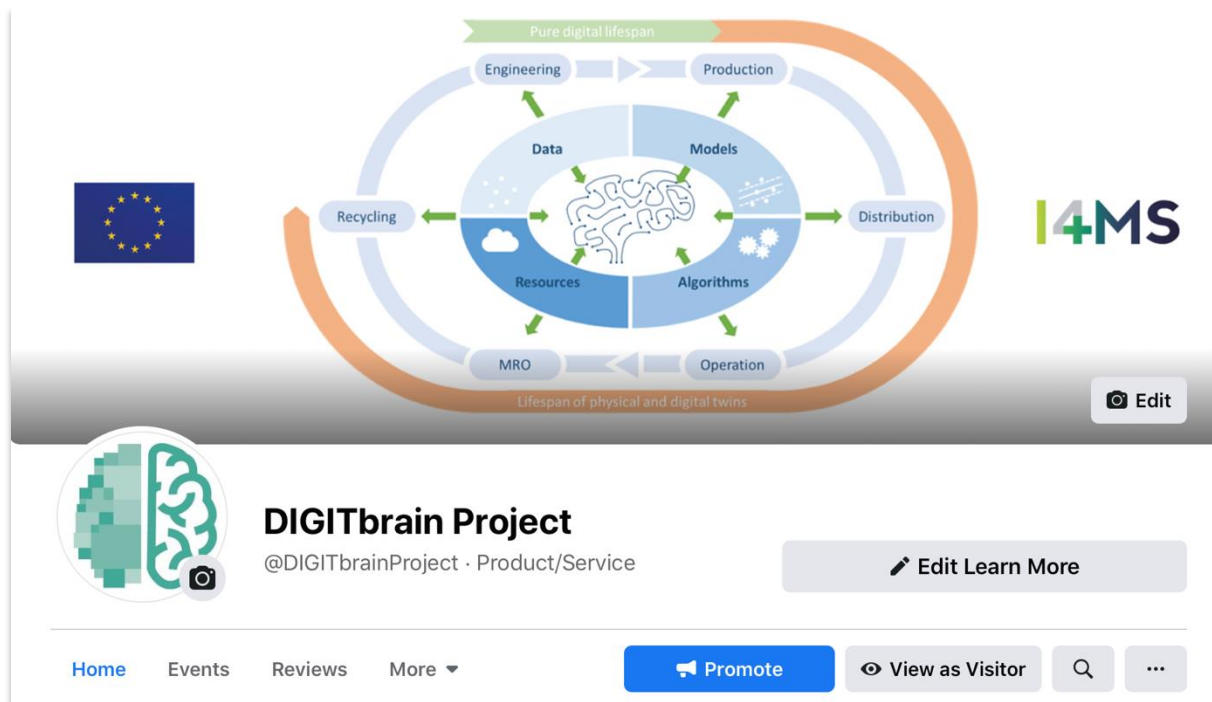 Pure digital lifespan
Engineering
Production
Data
Models
Recycling
Distribution
I4MS
Resources
Algorithms
MRO
Operation
Lifespan of physical and digital twins
Edit
DIGITbrain Project
@DIGITbrainProject · Product/Service
Edit Learn More
Home Events Reviews More
Promote View as Visitor